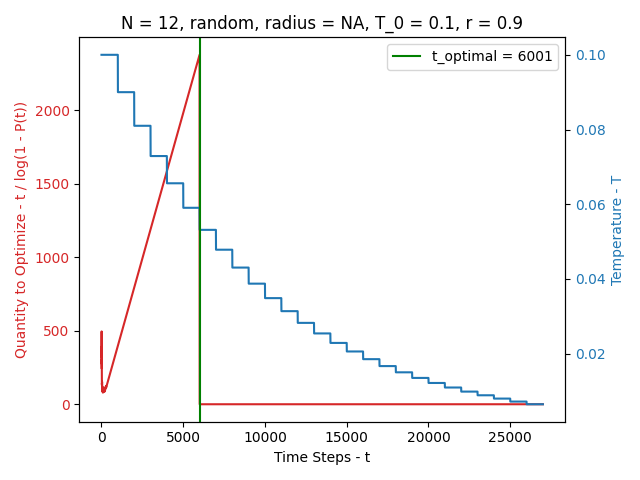 N = 12, random, radius = NA, T_0 = 0.1, r = 0.9
t_optimal = 6001
Quantity to Optimize - t / log(1 - P(t))
2000
1500
1000
500
0
0.10
0.08
0.06
0.04
0.02
Temperature - T
0 5000 10000 15000 20000 25000
Time Steps - t